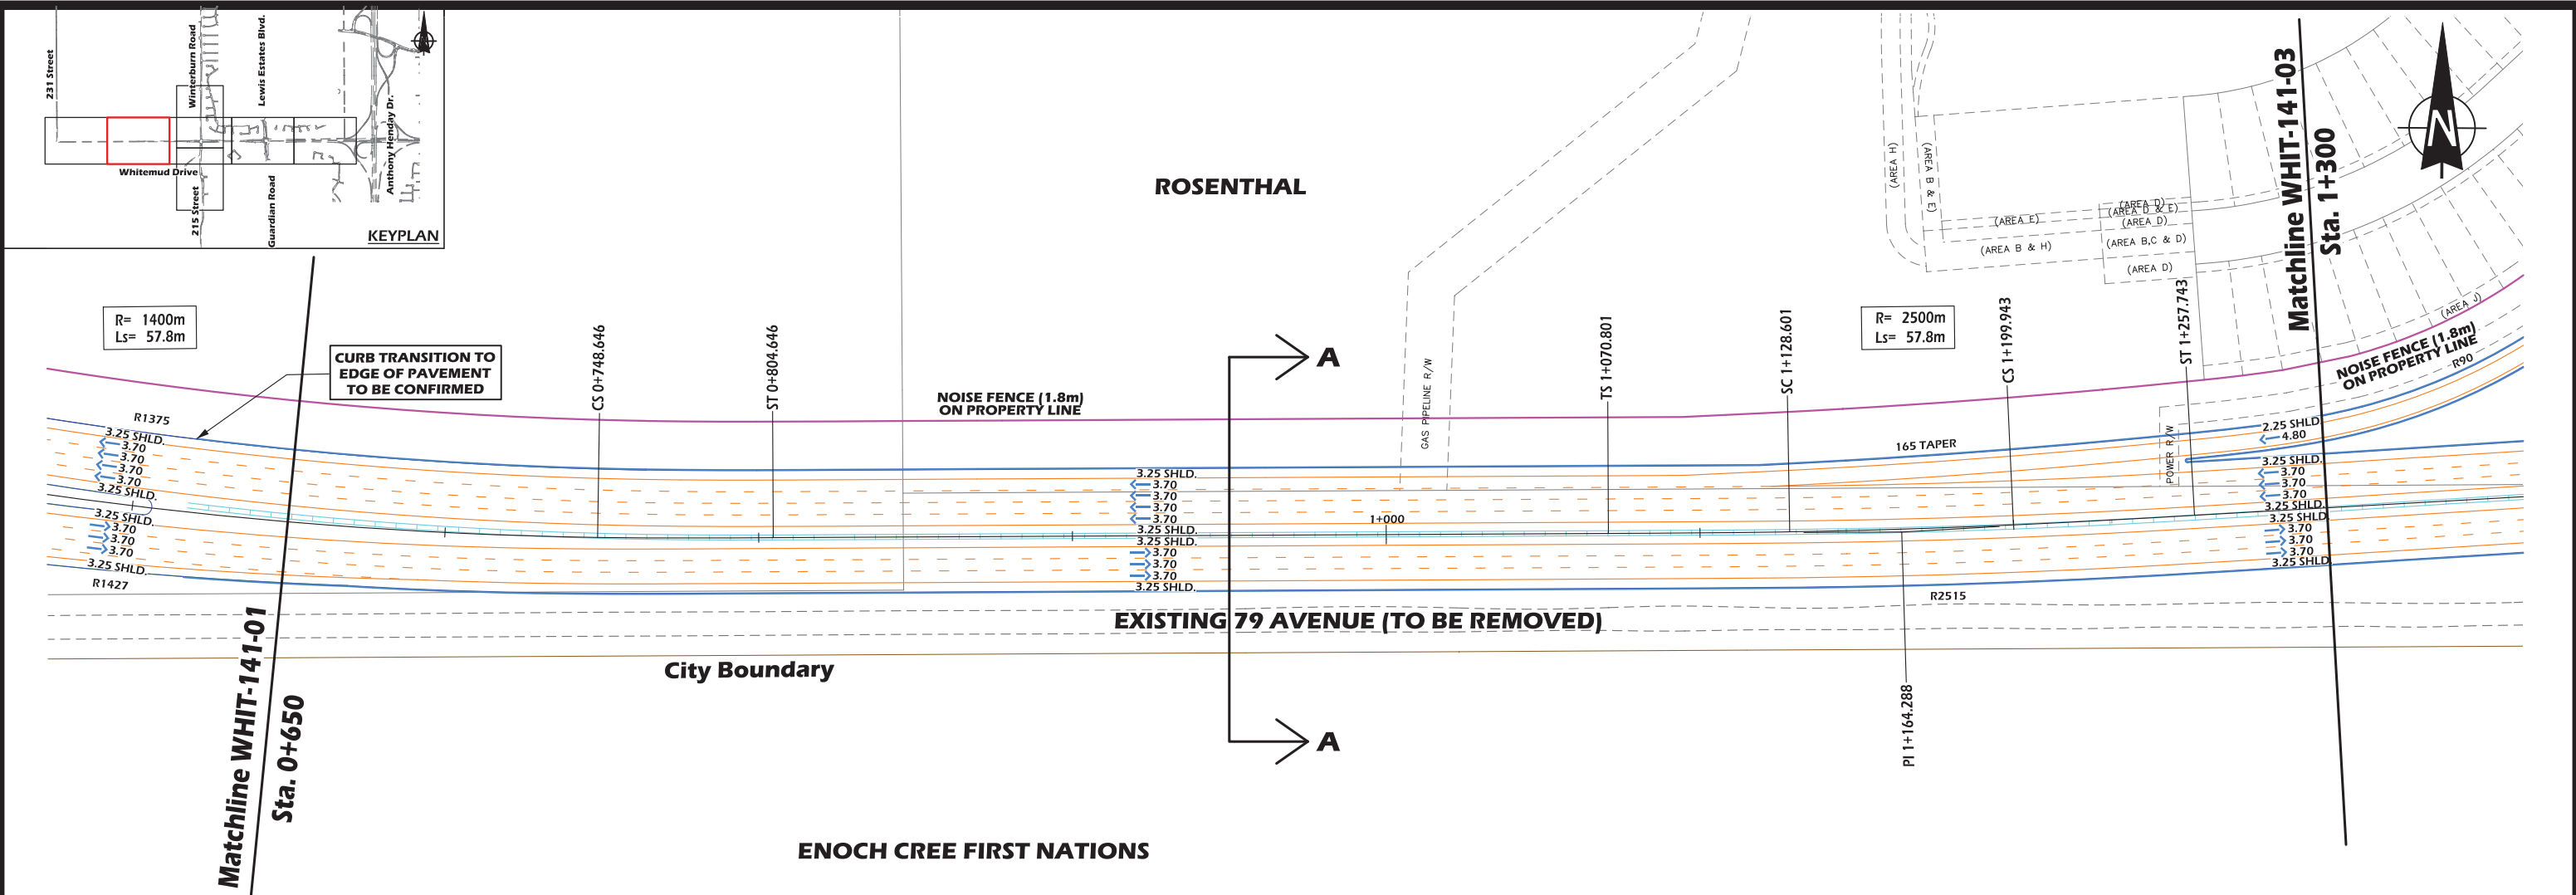 231 Street
Winterburn Road
Lewis Estates Blvd.
Anthony Henday Dr.
Whitemud Drive
215 Street
Guardian Road
KEYPLAN
ROSENTHAL
(AREA H)
(AREA B & E)
(AREA E)
(AREA B & H)
(AREA D)
(AREA D & E)
(AREA D)
(AREA B,C & D)
(AREA D)
Matchline WHIT-141-03
Sta. 1+300
N
R= 1400m
Ls= 57.8m
CURB TRANSITION TO
EDGE OF PAVEMENT
TO BE CONFIRMED
CS 0+748.646
ST 0+804.646
NOISE FENCE (1.8m)
ON PROPERTY LINE
A
GAS PIPELINE R/W
TS 1+070.801
SC 1+128.601
R= 2500m
Ls= 57.8m
CS 1+199.943
ST 1+257.743
(AREA J)
NOISE FENCE (1.8m)
ON PROPERTY LINE
R90
R1375
3.25 SHLD.
3.70
3.70
3.70
3.70
3.25 SHLD.
3.25 SHLD.
3.70
3.70
3.70
3.25 SHLD.
R1427
3.25 SHLD.
3.70
3.70
3.70
3.70
3.25 SHLD.
3.25 SHLD.
3.70
3.70
3.70
3.25 SHLD.
1+000
165 TAPER
POWER R/W
2.25 SHLD.
4.80
3.25 SHLD.
3.70
3.70
3.70
3.25 SHLD.
3.25 SHLD.
3.70
3.70
3.70
3.25 SHLD.
R2515
EXISTING 79 AVENUE (TO BE REMOVED)
City Boundary
Matchline WHIT-141-01
Sta. 0+650
PI 1+164.288
A
ENOCH CREE FIRST NATIONS